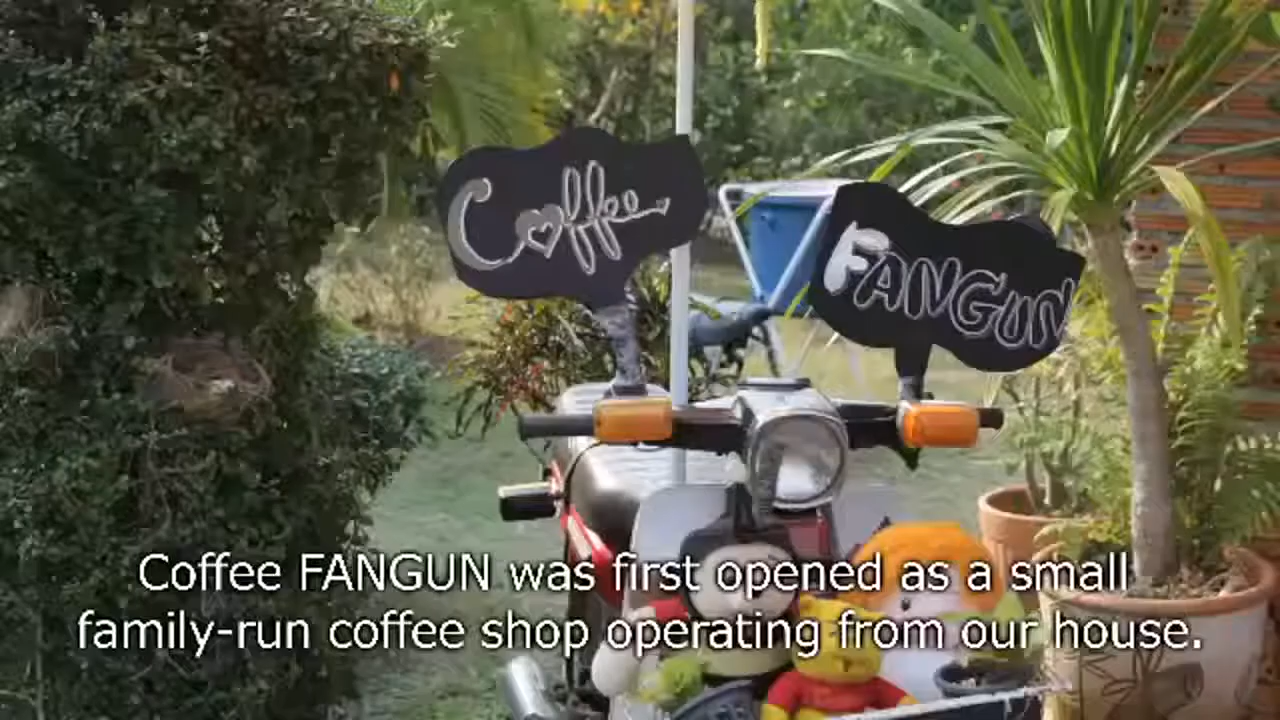 Coffee
FANGUN
Coffee FANGUN was first opened as a small
family-run coffee shop operating from our house.